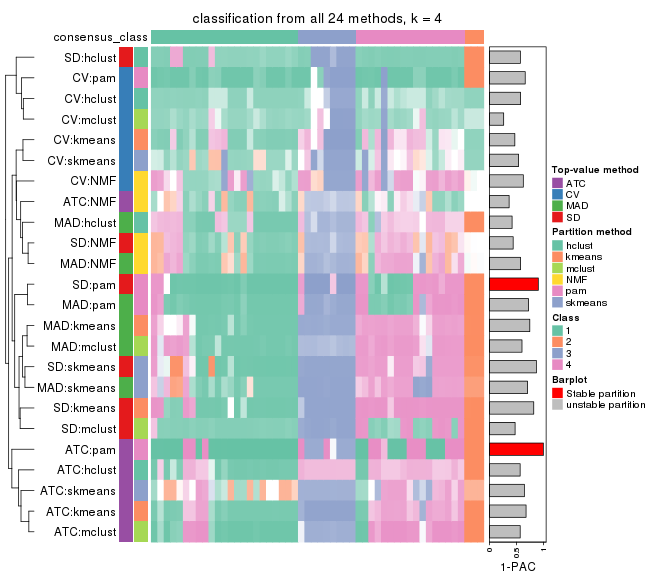 classification from all 24 methods, k = 4
consensus_class
SD:hclust
CV:pam
CV:hclust
CV:mclust
CV:kmeans
CV:skmeans
CV:NMF
ATC:NMF
MAD:hclust
SD:NMF
MAD:NMF
SD:pam
MAD:pam
MAD:kmeans
MAD:mclust
SD:skmeans
MAD:skmeans
SD:kmeans
SD:mclust
ATC:pam
ATC:hclust
ATC:skmeans
ATC:kmeans
ATC:mclust
0
0.5
1
1-PAC
Top-value method
ATC
CV
MAD
SD
Partition method
hclust
kmeans
mclust
NMF
pam
skmeans
Class
1
2
3
4
Barplot
Stable partition
unstable partition